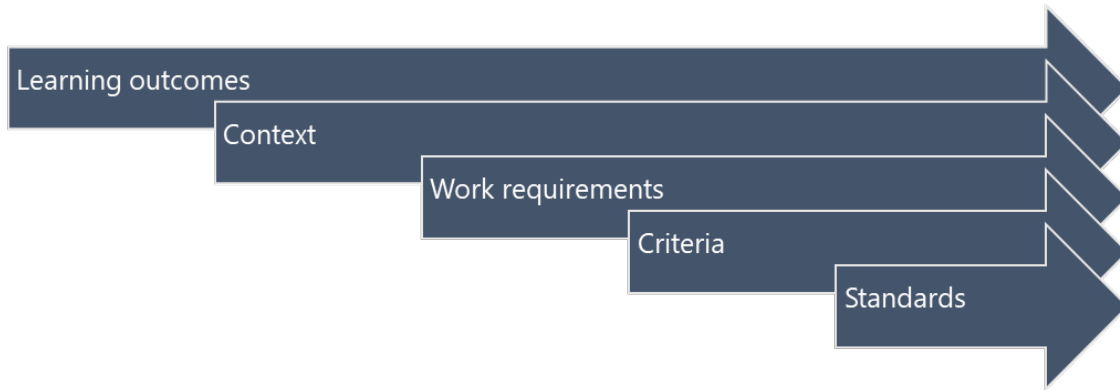 Learning outcomes
Context
Work requirements
Criteria
Standards